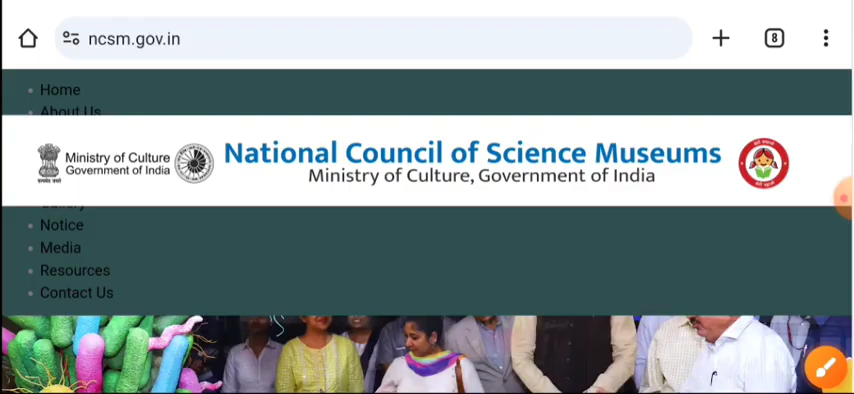 ncsm.gov.in
8
Home
About Us
Ministry of Culture
Government of India
National Council of Science Museums
Ministry of Culture, Government of India
Gallery
Notice
Media
Resources
Contact Us